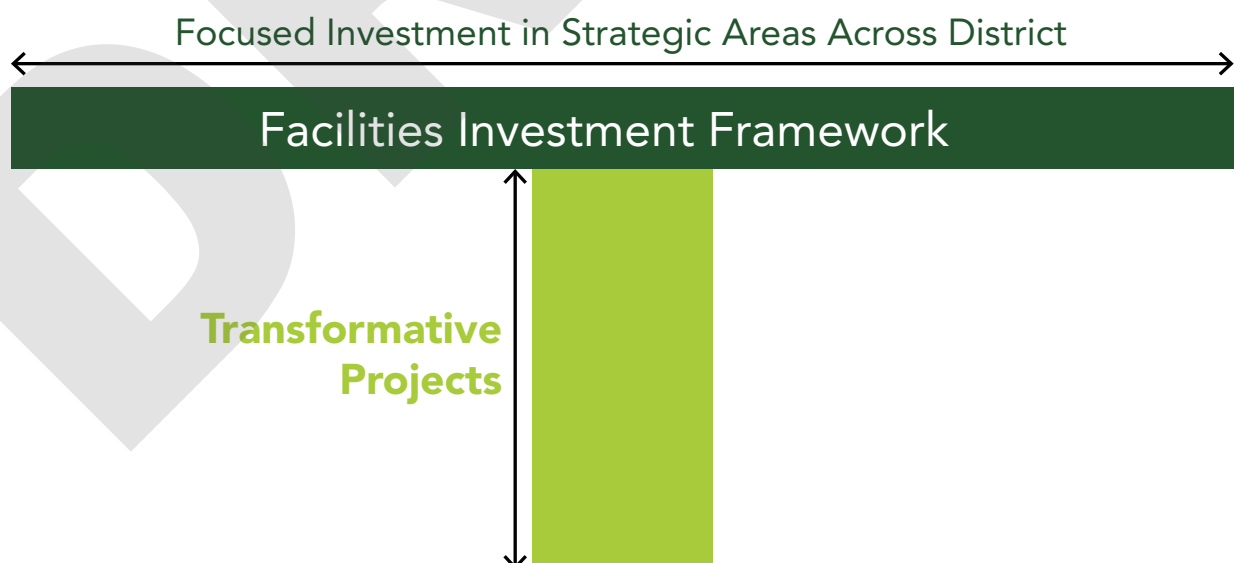 Focused Investment in Strategic Areas Across District
Facilities Investment Framework
Transformative
Projects